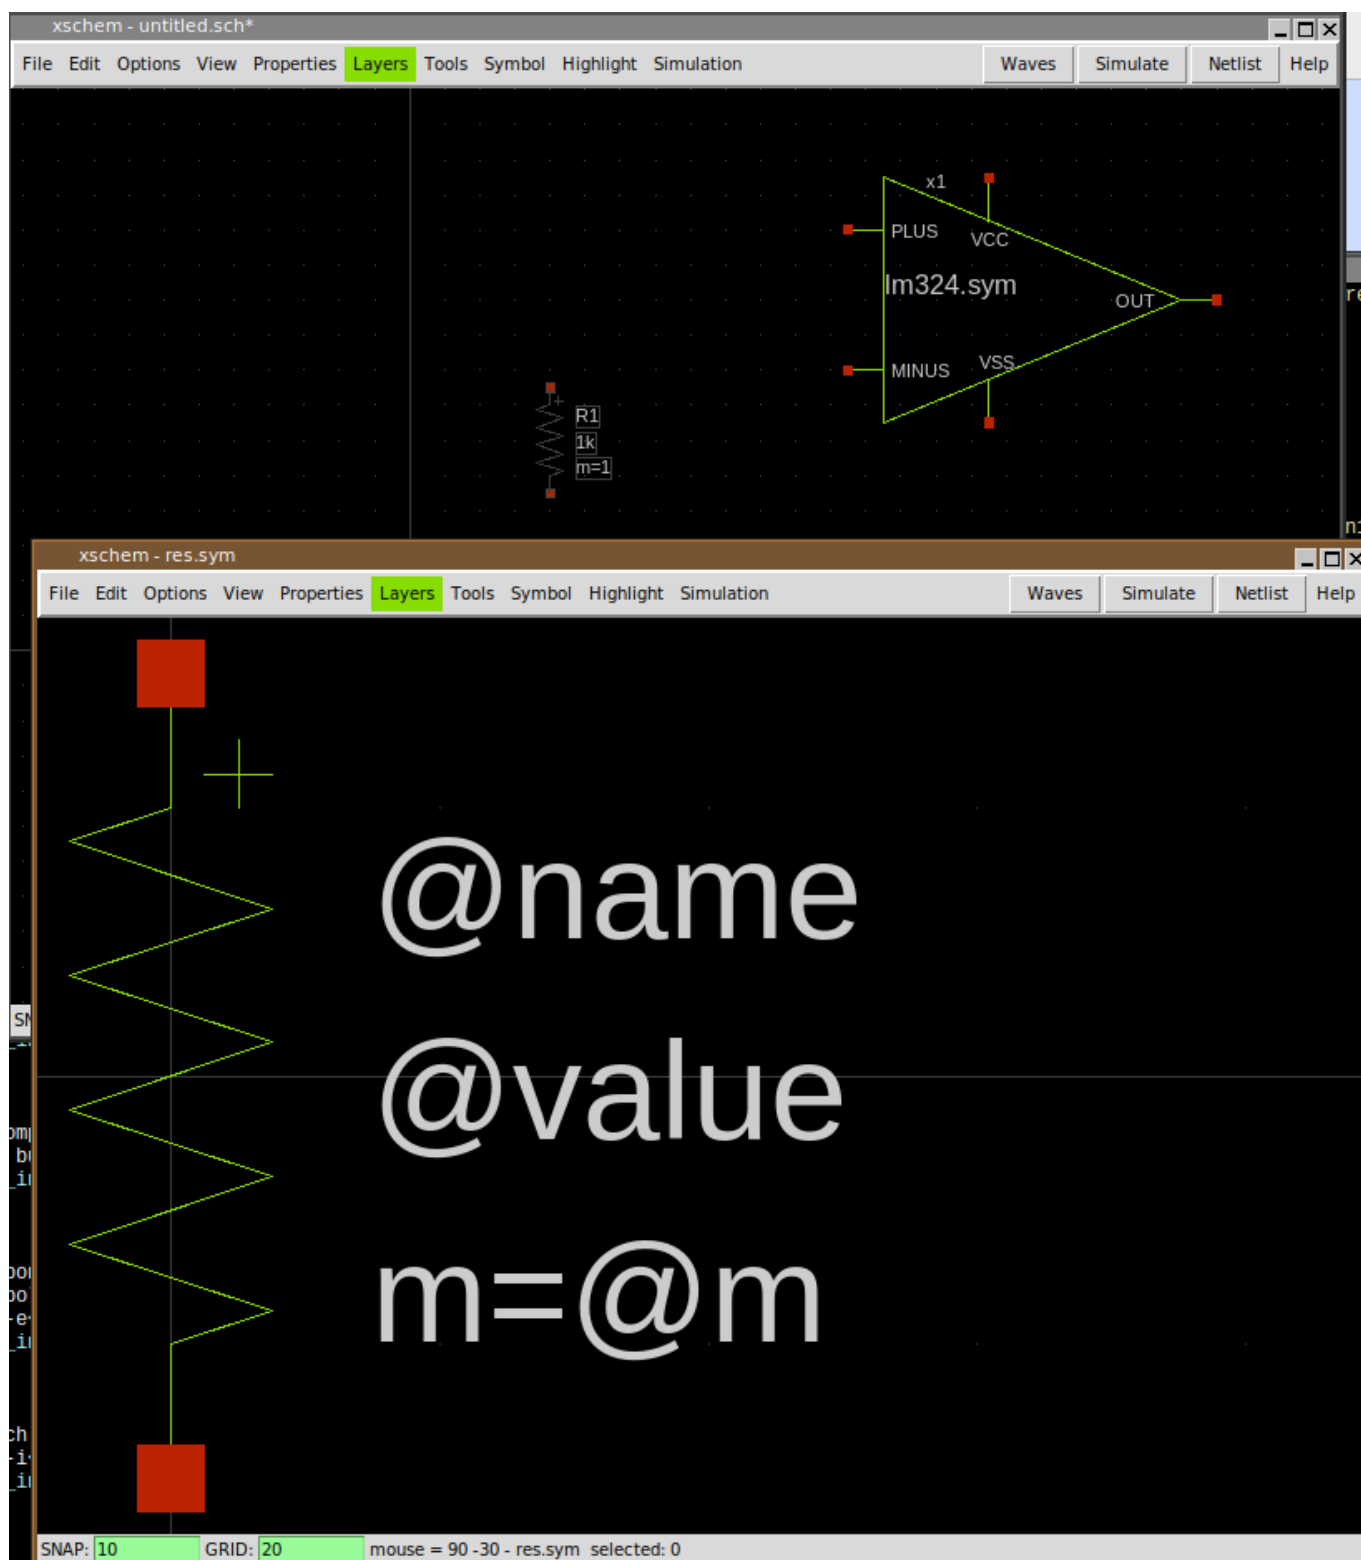 xschem - untitled.sch*
File Edit Options View Properties Layers Tools Symbol Highlight Simulation Waves Simulate Netlist Help
x1
PLUS
VCC
lm324.sym
OUT
VSS
MINUS
R1
1k
m=1
xschem - res.sym
File Edit Options View Properties Layers Tools Symbol Highlight Simulation Waves Simulate Netlist Help
@name
@value
m=@m
SNAP: 10 GRID: 20 mouse = 90 -30 - res.sym selected: 0